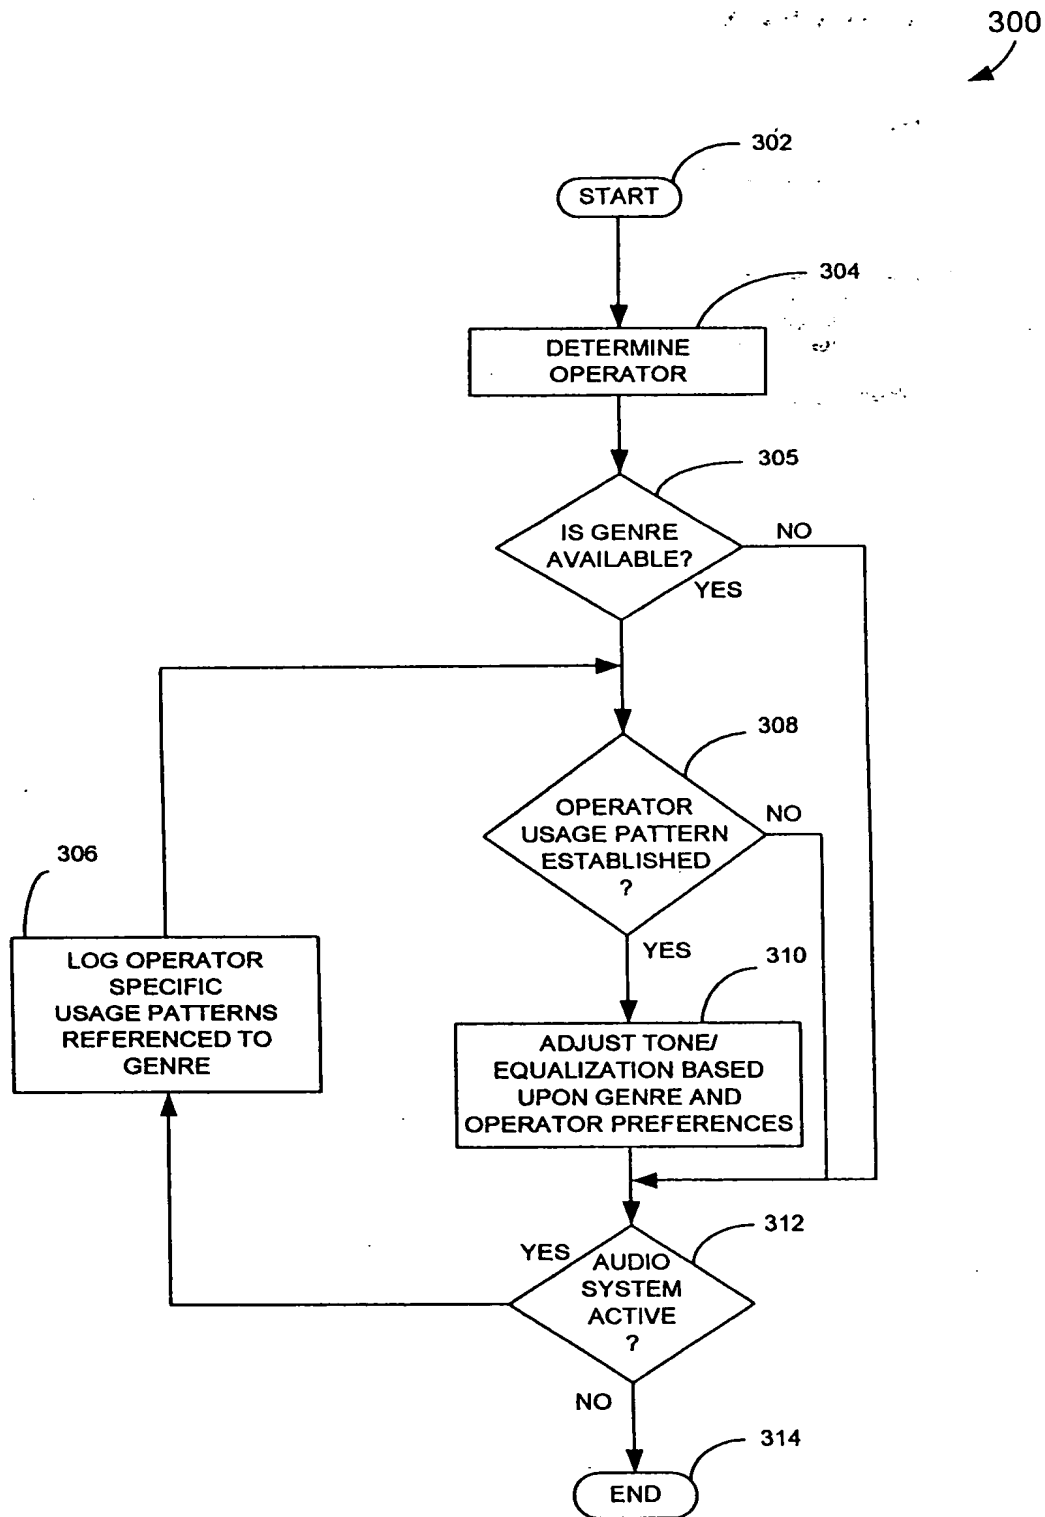 300
302
START
304
DETERMINE
OPERATOR
305
IS GENRE
AVAILABLE?
NO
YES
308
OPERATOR
USAGE PATTERN
ESTABLISHED
?
NO
YES
306
LOG OPERATOR
SPECIFIC
USAGE PATTERNS
REFERENCED TO
GENRE
310
ADJUST TONE/
EQUALIZATION BASED
UPON GENRE AND
OPERATOR PREFERENCES
312
YES
AUDIO
SYSTEM
ACTIVE
?
NO
314
END